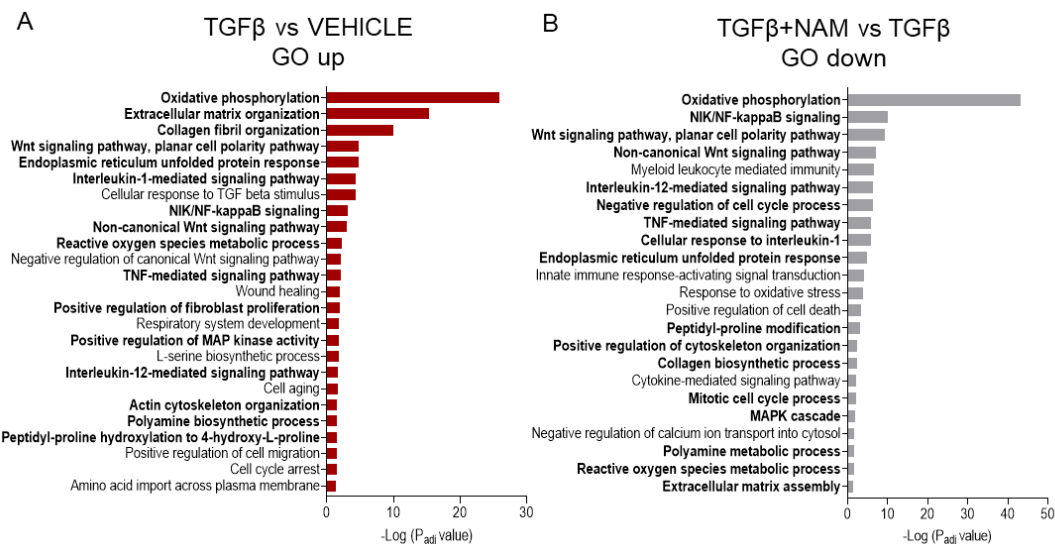 A
TGFβ vs VEHICLE
GO up
Oxidative phosphorylation
Extracellular matrix organization
Collagen fibril organization
Wnt signaling pathway, planar cell polarity pathway
Endoplasmic reticulum unfolded protein response
Interleukin-1-mediated signaling pathway
Cellular response to TGF beta stimulus
NIK/NF-kappaB signaling
Non-canonical Wnt signaling pathway
Reactive oxygen species metabolic process
Negative regulation of canonical Wnt signaling pathway
TNF-mediated signaling pathway
Wound healing
Positive regulation of fibroblast proliferation
Respiratory system development
Positive regulation of MAP kinase activity
L-serine biosynthetic process
Interleukin-12-mediated signaling pathway
Cell aging
Actin cytoskeleton organization
Polyamine biosynthetic process
Peptidyl-proline hydroxylation to 4-hydroxy-L-proline
Positive regulation of cell migration
Cell cycle arrest
Amino acid import across plasma membrane
0 10 20 30
-Log (Padj value)
B
TGFβ+NAM vs TGFβ
GO down
Oxidative phosphorylation
NIK/NF-kappaB signaling
Wnt signaling pathway, planar cell polarity pathway
Non-canonical Wnt signaling pathway
Myeloid leukocyte mediated immunity
Interleukin-12-mediated signaling pathway
Negative regulation of cell cycle process
TNF-mediated signaling pathway
Cellular response to interleukin-1
Endoplasmic reticulum unfolded protein response
Innate immune response-activating signal transduction
Response to oxidative stress
Positive regulation of cell death
Peptidyl-proline modification
Positive regulation of cytoskeleton organization
Collagen biosynthetic process
Cytokine-mediated signaling pathway
Mitotic cell cycle process
MAPK cascade
Negative regulation of calcium ion transport into cytosol
Polyamine metabolic process
Reactive oxygen species metabolic process
Extracellular matrix assembly
0 10 20 30 40 50
-Log (Padj value)